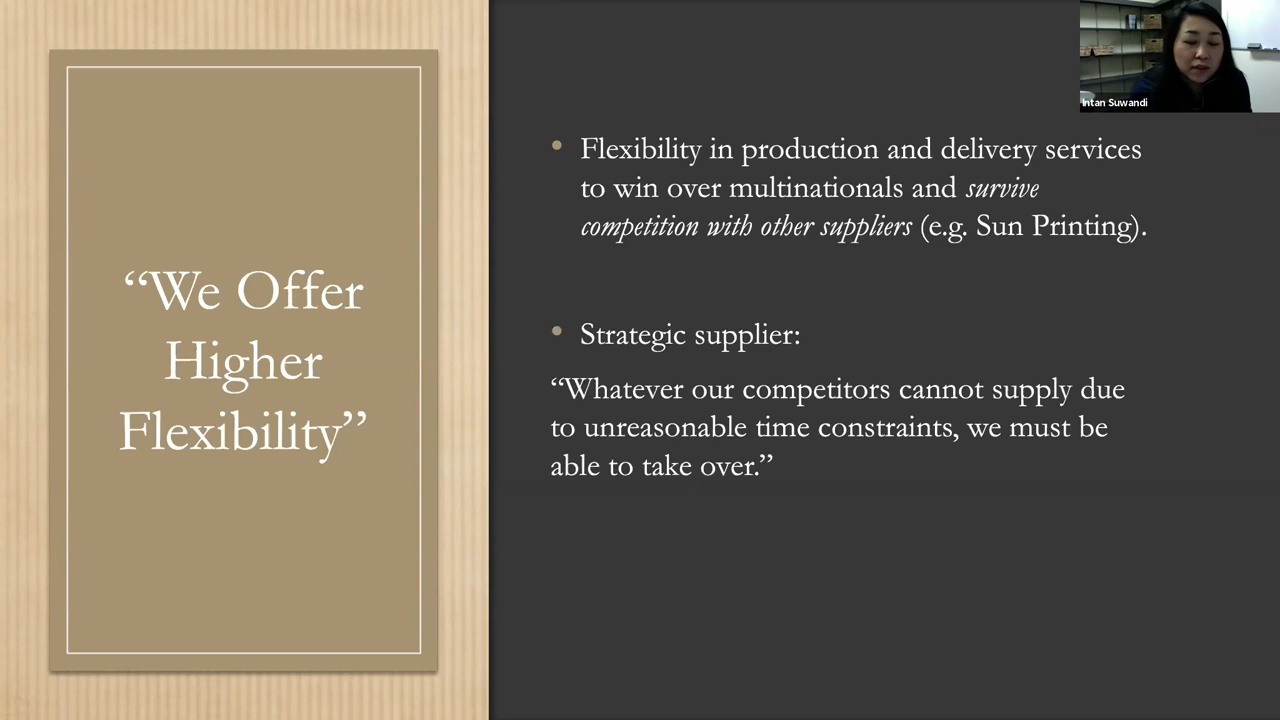 “We Offer
Higher
Flexibility”
Flexibility in production and delivery services
to win over multinationals and survive
competition with other suppliers (e.g. Sun Printing).
Strategic supplier:
“Whatever our competitors cannot supply due
to unreasonable time constraints, we must be
able to take over.”
Intan Suwandi